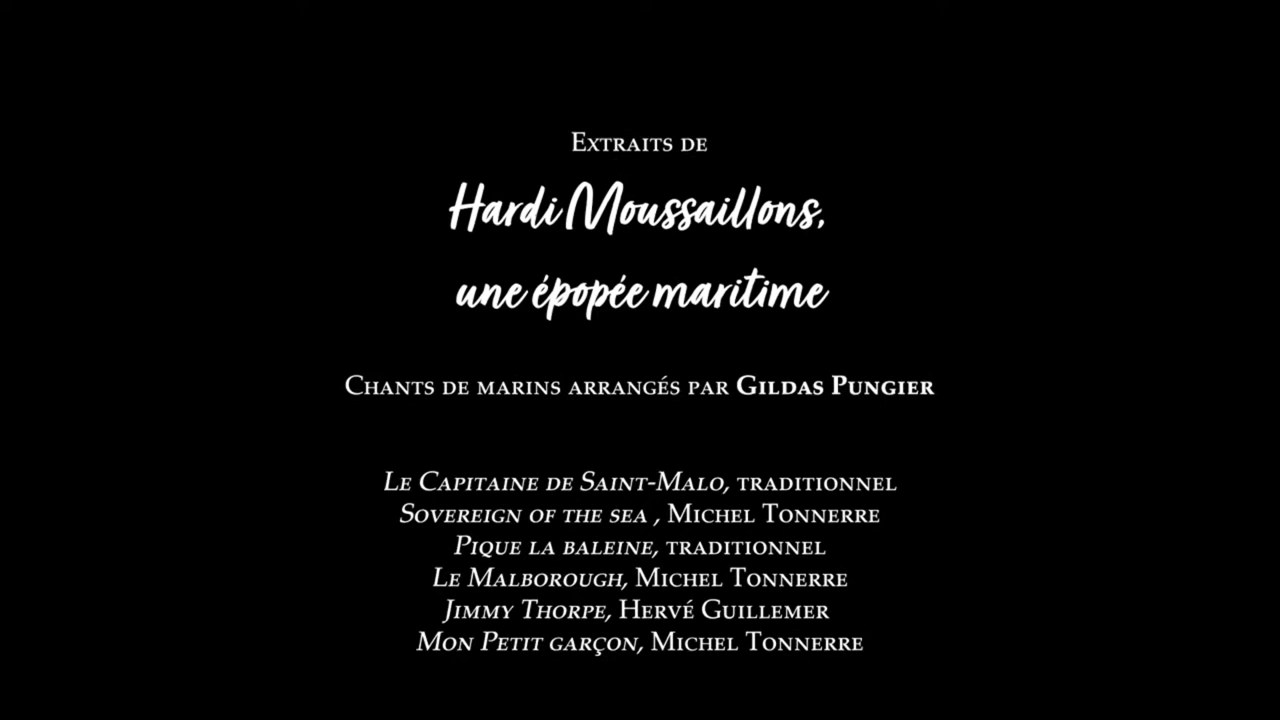 Extraits de
Hardi Moussaillons,
une épopée maritime
Chants de marins arrangés par Gildas Pungier
Le Capitaine de Saint-Malo, traditionnel
Sovereign of the sea , Michel Tonnerre
Pique la baleine, traditionnel
Le Malborough, Michel Tonnerre
Jimmy Thorpe, Hervé Guillemer
Mon Petit garçon, Michel Tonnerre